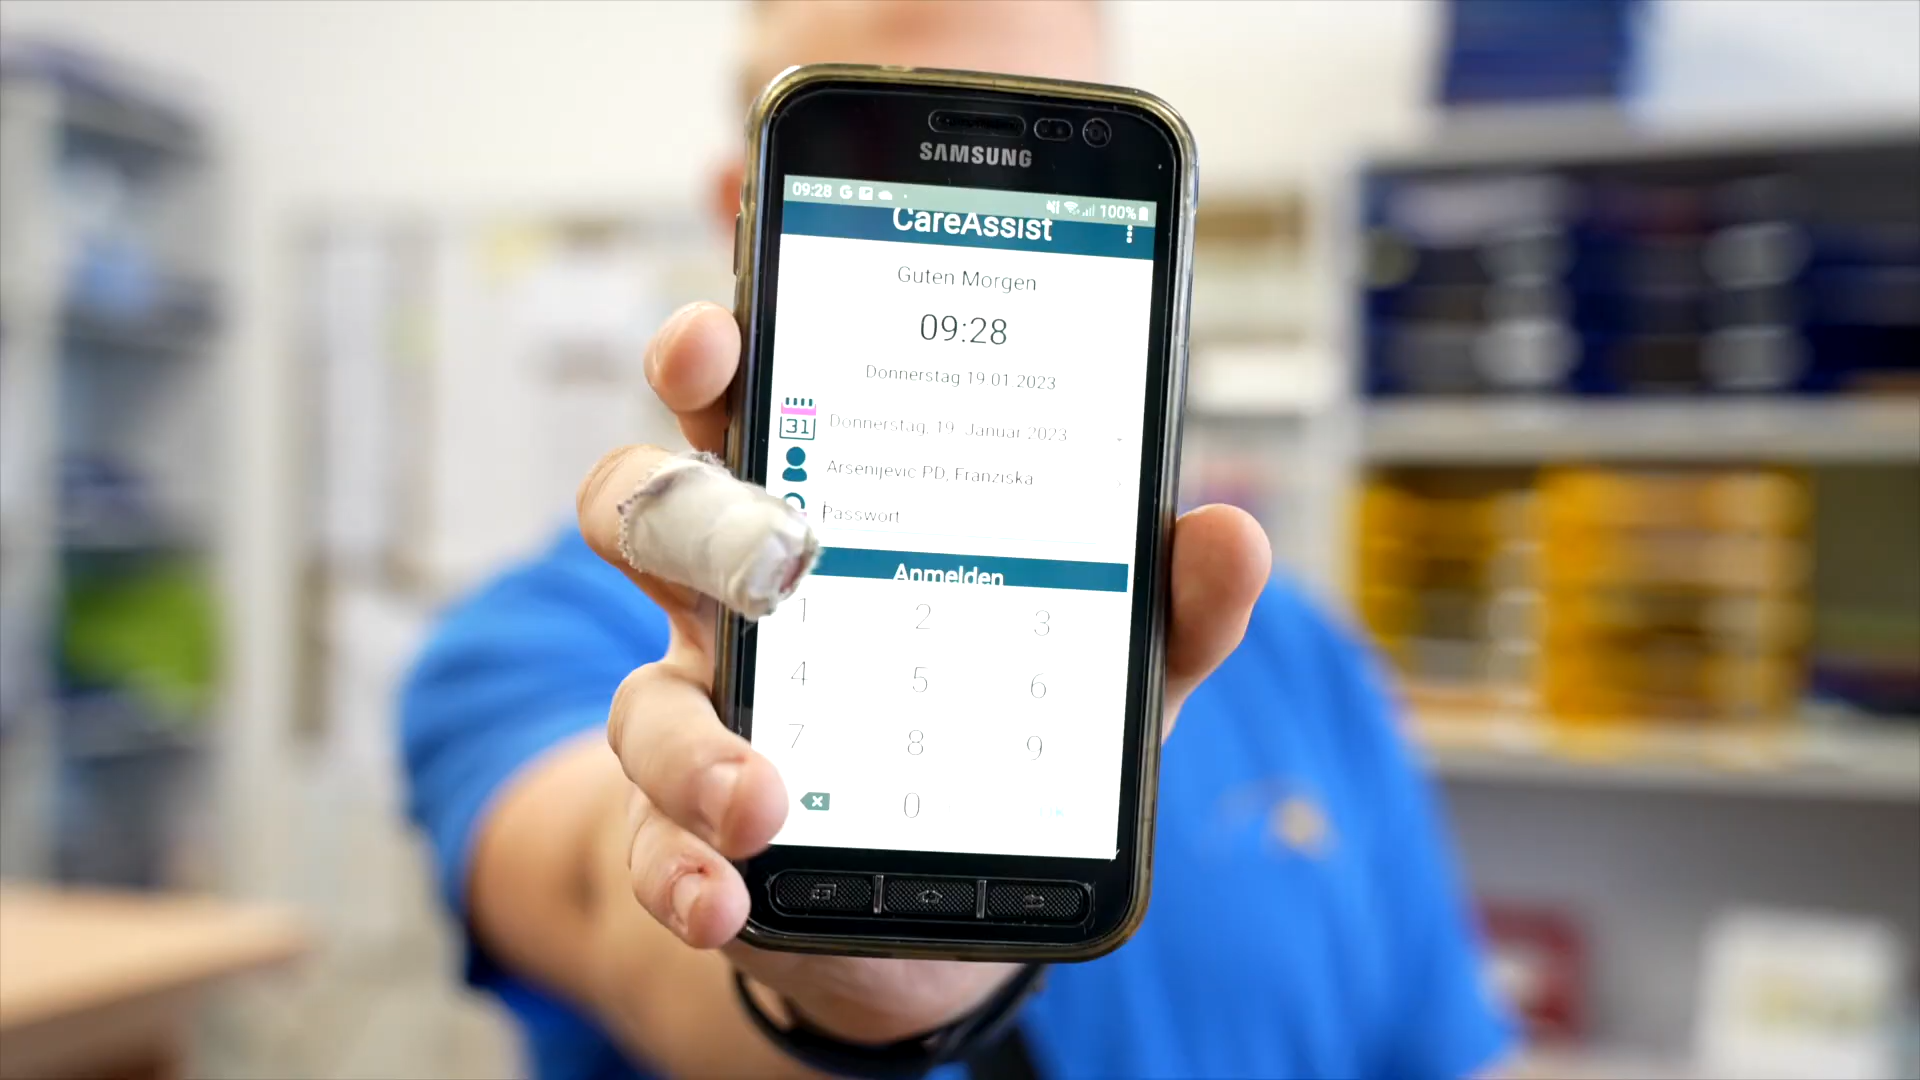 SAMSUNG
09:28 G 100%
CareAssist
Guten Morgen
09:28
Donnerstag 19.01.2023
31 Donnerstag, 19. Januar 2023
Arsenijevic PD, Franziska
Passwort
Anmelden
1 2 3
4 5 6
7 8 9
0